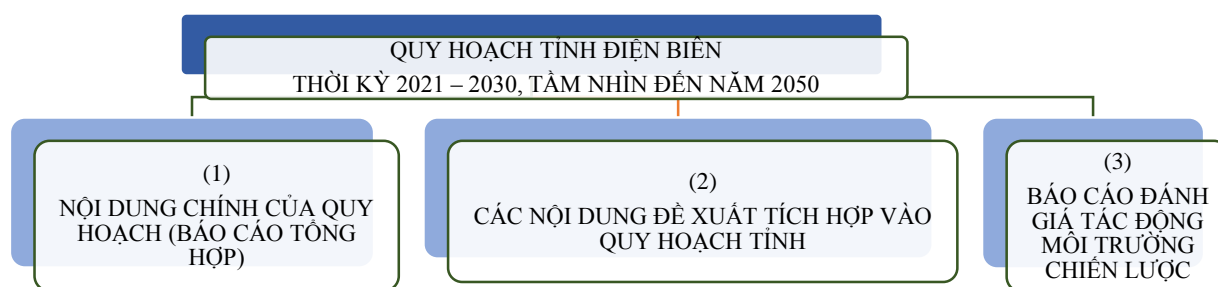 QUY HOẠCH TỈNH ĐIỆN BIÊN
THỜI KỲ 2021 – 2030, TẦM NHÌN ĐẾN NĂM 2050
(1)
NỘI DUNG CHÍNH CỦA QUY
HOẠCH (BÁO CÁO TỔNG
HỢP)
(2)
CÁC NỘI DUNG ĐỀ XUẤT TÍCH HỢP VÀO
QUY HOẠCH TỈNH
(3)
BÁO CÁO ĐÁNH
GIÁ TÁC ĐỘNG
MÔI TRƯỜNG
CHIẾN LƯỢC